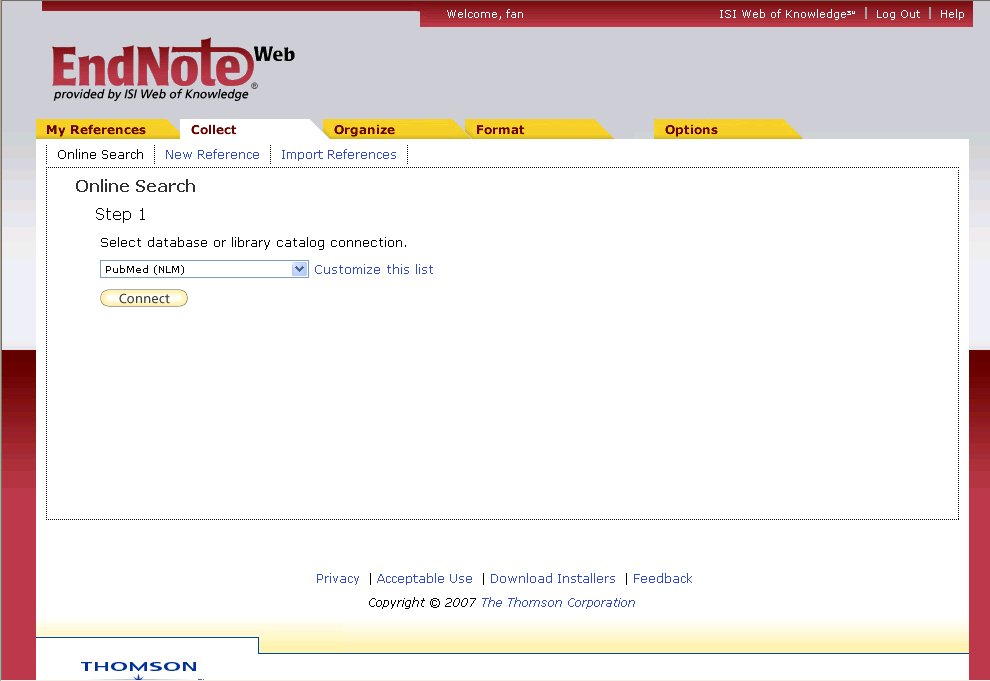 Welcome, fan
ISI Web of Knowledge℠ | Log Out | Help
EndNote® Web
provided by ISI Web of Knowledge
My References Collect Organize Format Options
Online Search New Reference Import References
Online Search
Step 1
Select database or library catalog connection.
PubMed (NLM) Customize this list
Connect
Privacy | Acceptable Use | Download Installers | Feedback
Copyright © 2007 The Thomson Corporation
THOMSON